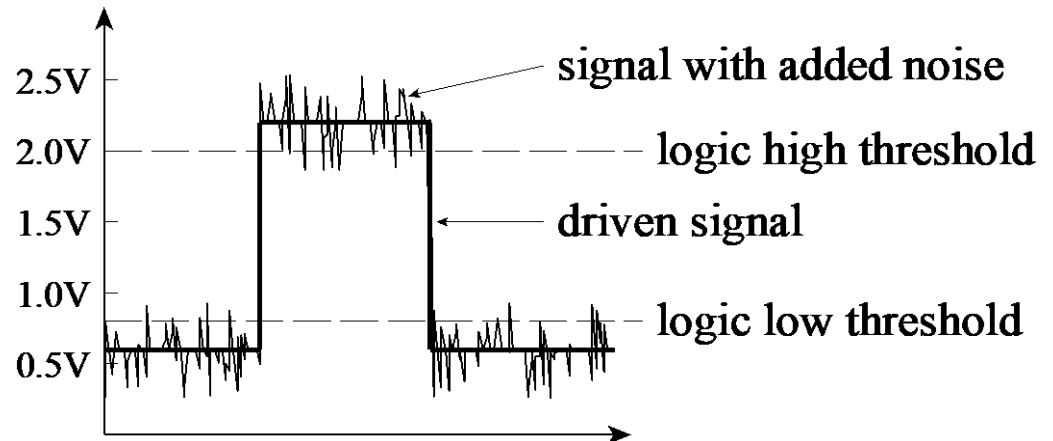 2.5V
signal with added noise
2.0V
logic high threshold
1.5V
driven signal
1.0V
logic low threshold
0.5V